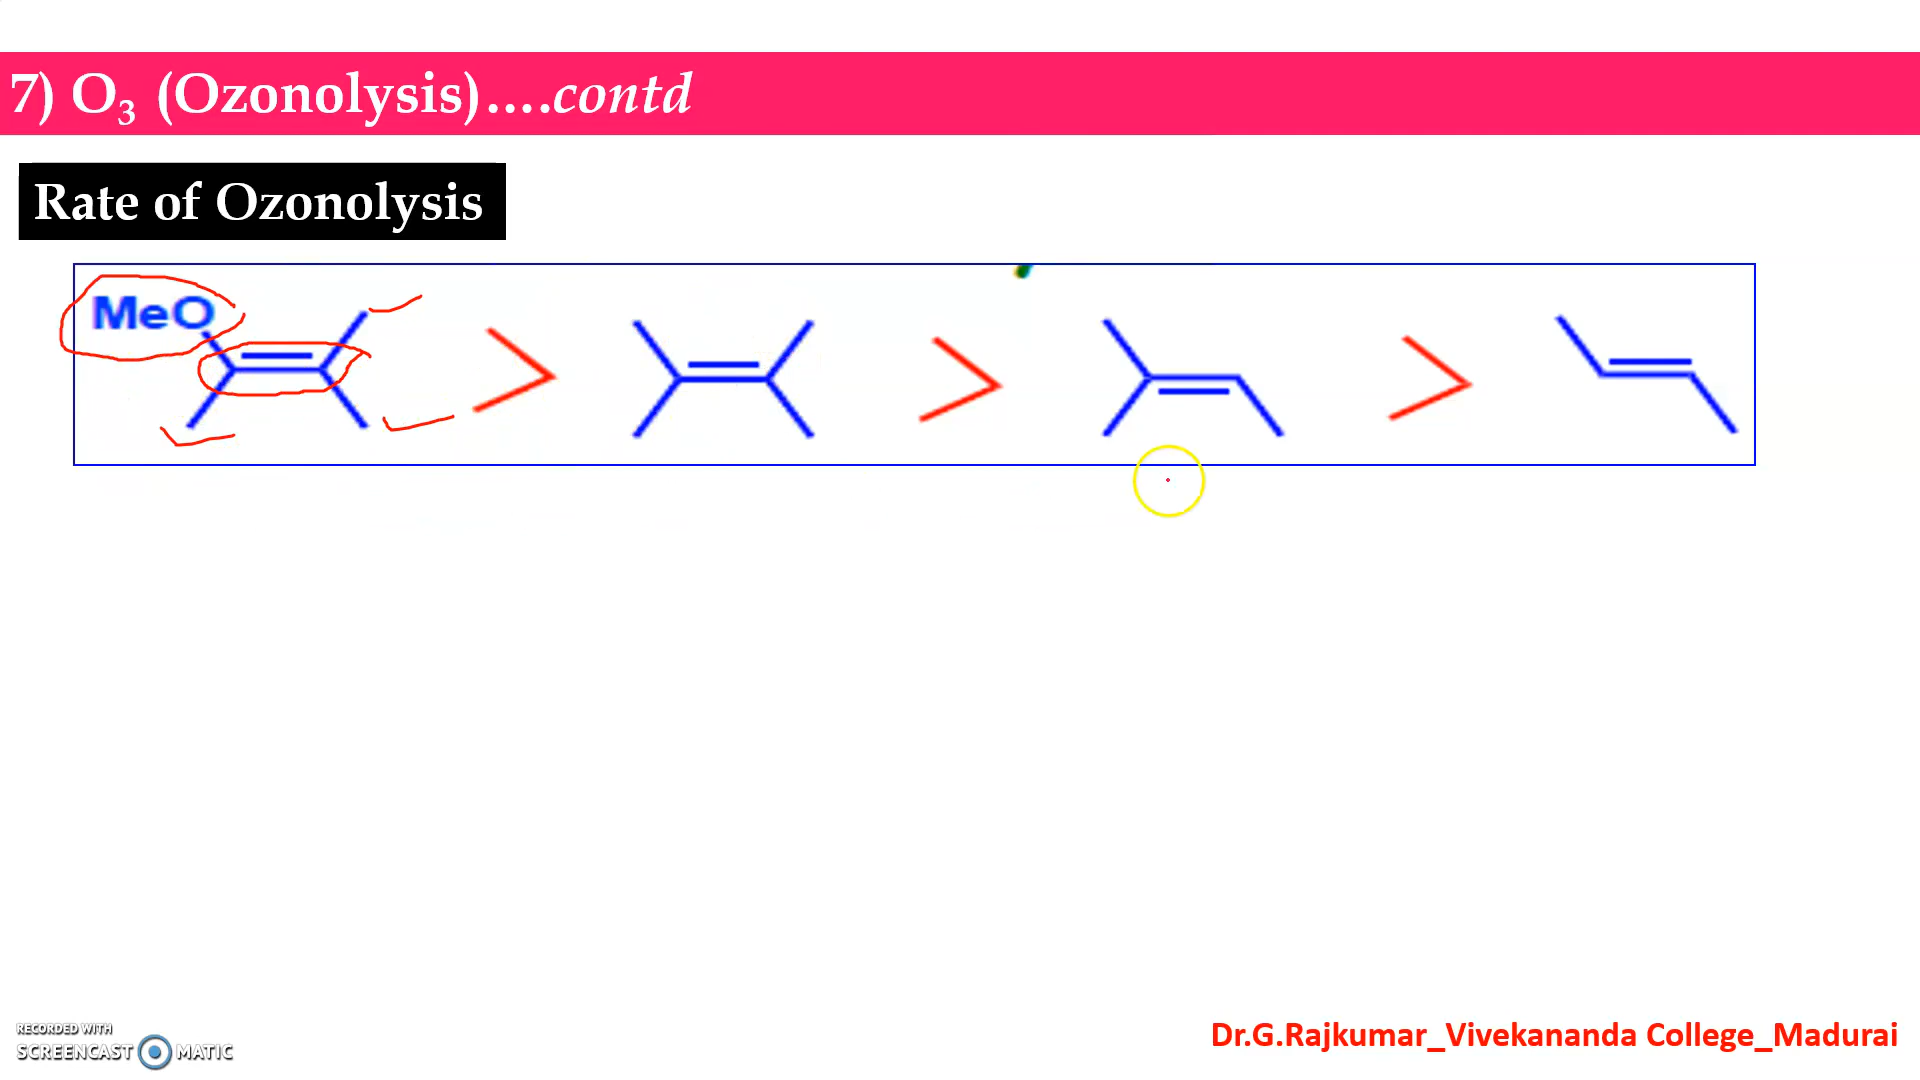 7) O₃ (Ozonolysis)....contd
Rate of Ozonolysis
MeO
> > >
RECORDED WITH
SCREENCAST MATIC
Dr.G.Rajkumar_Vivekananda College_Madurai